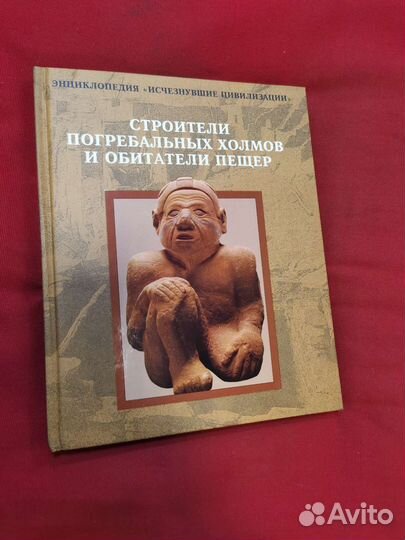 ЭНЦИКЛОПЕДИЯ «ИСЧЕЗНУВШИЕ ЦИВИЛИЗАЦИИ»
СТРОИТЕЛИ
ПОГРЕБАЛЬНЫХ ХОЛМОВ
И ОБИТАТЕЛИ ПЕЩЕР
Avito